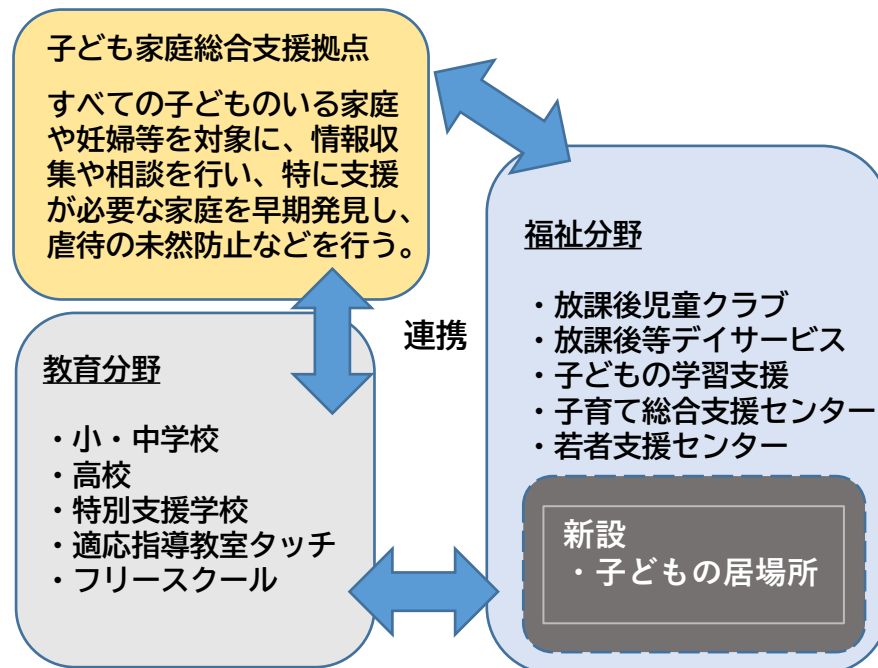 子ども家庭総合支援拠点
すべての子どものいる家庭
や妊婦等を対象に、情報収
集や相談を行い、特に支援
が必要な家庭を早期発見し、
虐待の未然防止などを行う。
連携
教育分野
・小・中学校
・高校
・特別支援学校
・適応指導教室タッチ
・フリースクール
福祉分野
・放課後児童クラブ
・放課後等デイサービス
・子どもの学習支援
・子育て総合支援センター
・若者支援センター
新設
・子どもの居場所